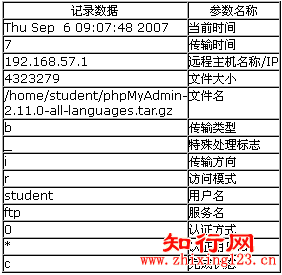 记录数据 参数名称
Thu Sep 6 09:07:48 2007 当前时间
7 传输时间
192.168.57.1 远程主机名称/IP
4323279 文件大小
/home/student/phpMyAdmin-2.11.0-all-languages.tar.gz 文件名
b 传输类型
_ 特殊处理标志
i 传输方向
r 访问模式
student 用户名
ftp 服务名
0 认证方式
*
c
知行网
www.zhixing123.cn